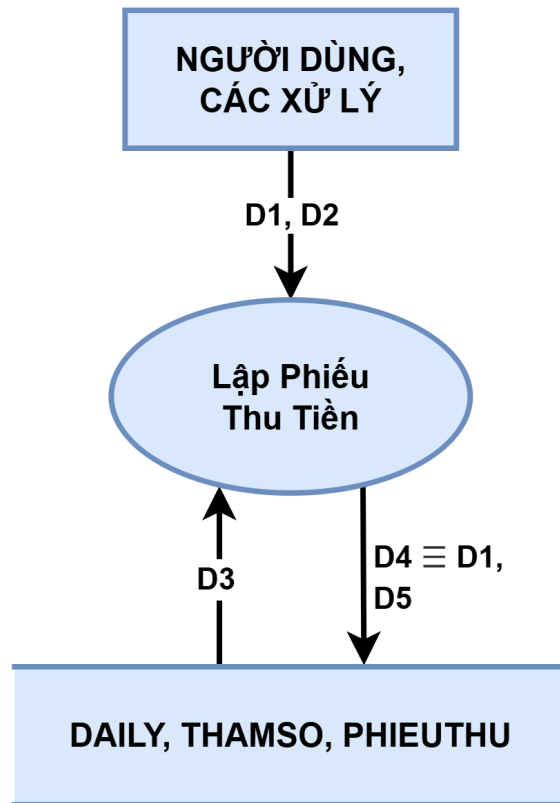 NGƯỜI DÙNG,
CÁC XỬ LÝ
D1, D2
Lập Phiếu
Thu Tiền
D3
D4 ≡ D1,
D5
DAILY, THAMSO, PHIEUTHU